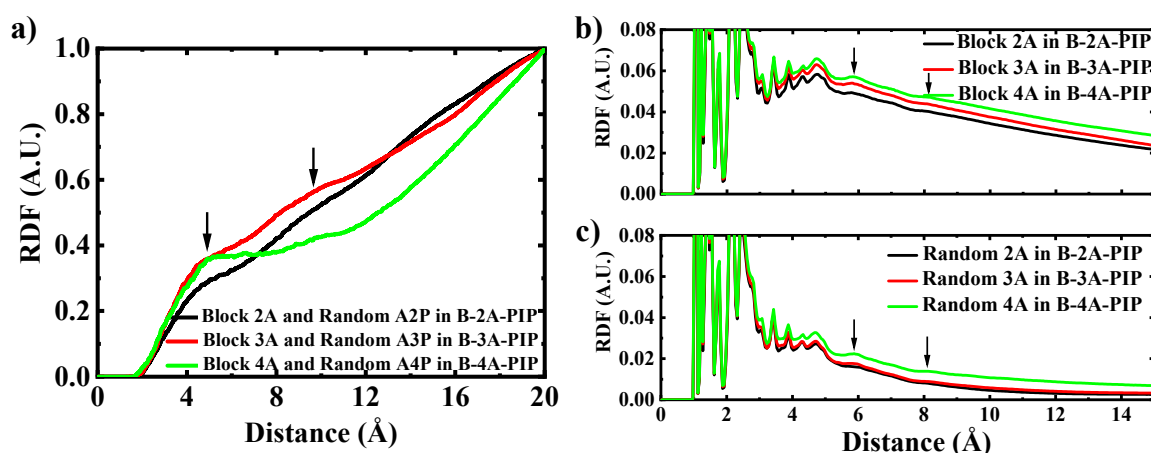 a)
RDF (A.U.)
1.0
0.8
0.6
0.4
0.2
0.0
Block 2A and Random A2P in B-2A-PIP
Block 3A and Random A3P in B-3A-PIP
Block 4A and Random A4P in B-4A-PIP
0 4 8 12 16 20
Distance (Å)
b)
RDF (A.U.)
0.08
0.06
0.04
0.02
0.00
Block 2A in B-2A-PIP
Block 3A in B-3A-PIP
Block 4A in B-4A-PIP
c)
RDF (A.U.)
0.08
0.06
0.04
0.02
0.00
Random 2A in B-2A-PIP
Random 3A in B-3A-PIP
Random 4A in B-4A-PIP
0 2 4 6 8 10 12 14
Distance (Å)